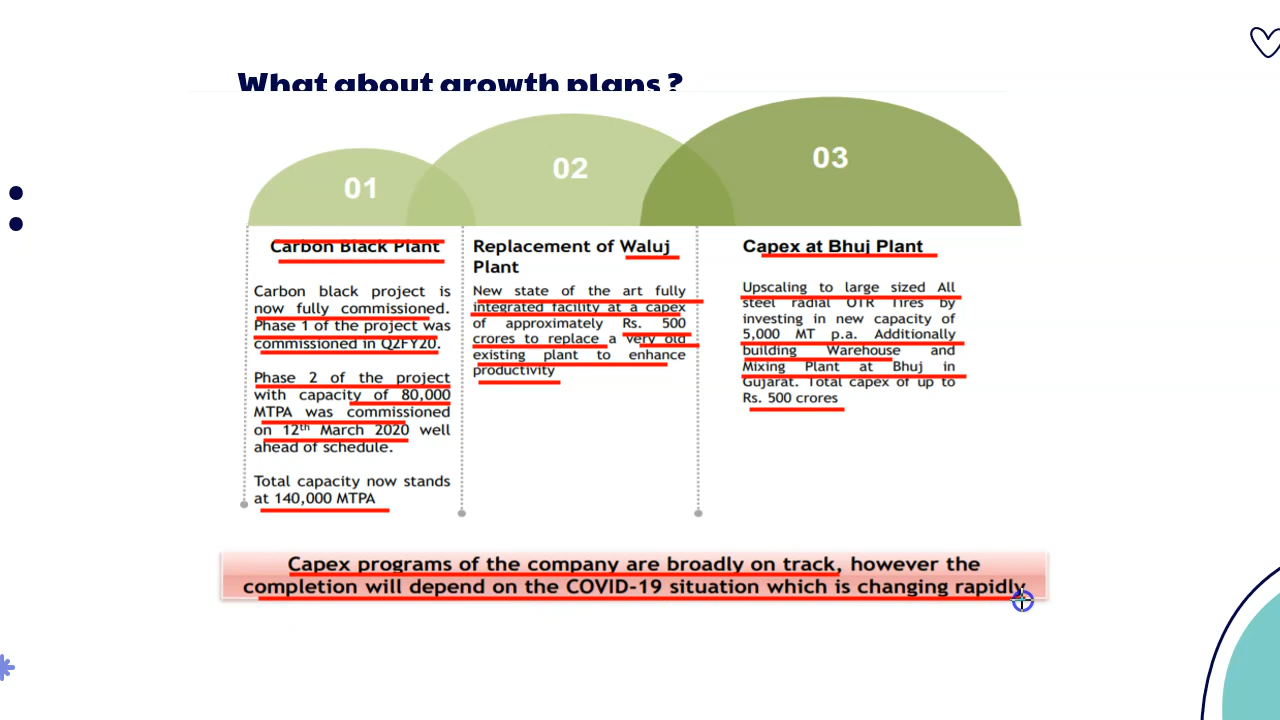 What about growth plans ?
01
02
03
Carbon Black Plant
Carbon black project is
now fully commissioned.
Phase 1 of the project was
commissioned in Q2FY20.
Phase 2 of the project
with capacity of 80,000
MTPA was commissioned
on 12th March 2020 well
ahead of schedule.
Total capacity now stands
at 140,000 MTPA
Replacement of Waluj
Plant
New state of the art fully
integrated facility at a capex
of approximately Rs. 500
crores to replace a very old
existing plant to enhance
productivity
Capex at Bhuj Plant
Upscaling to large sized All
steel radial OTR Tires by
investing in new capacity of
5,000 MT p.a. Additionally
building Warehouse and
Mixing Plant at Bhuj in
Gujarat. Total capex of up to
Rs. 500 crores
Capex programs of the company are broadly on track, however the
completion will depend on the COVID-19 situation which is changing rapidly